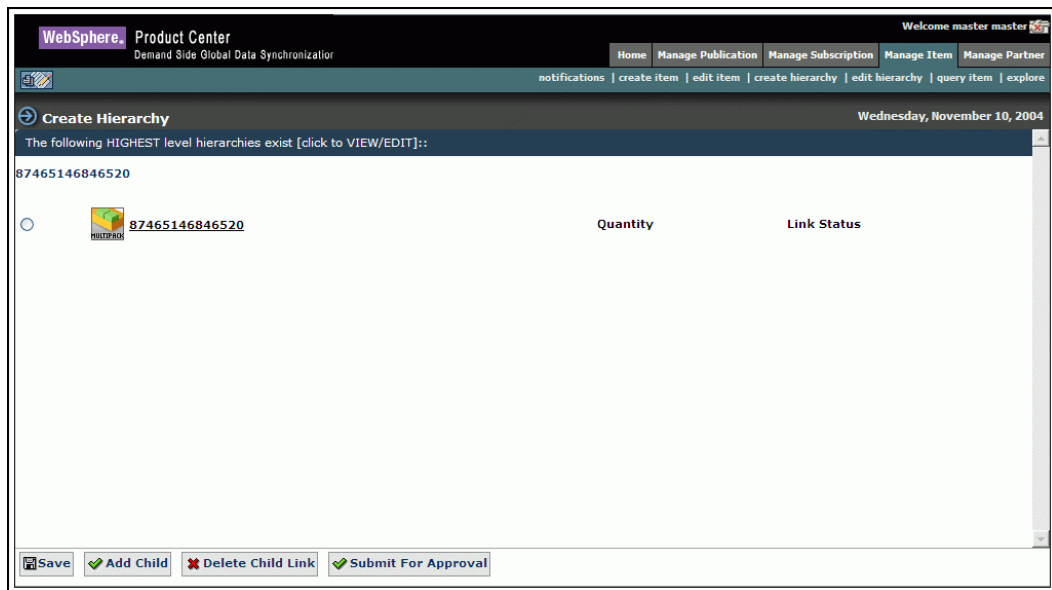 Welcome master master
WebSphere® Product Center
Demand Side Global Data Synchronizatior
Home Manage Publication Manage Subscription Manage Item Manage Partner
notifications | create item | edit item | create hierarchy | edit hierarchy | query item | explore
Create Hierarchy
Wednesday, November 10, 2004
The following HIGHEST level hierarchies exist [click to VIEW/EDIT]::
87465146846520
MULTIPACK 87465146846520 Quantity Link Status
Save Add Child Delete Child Link Submit For Approval